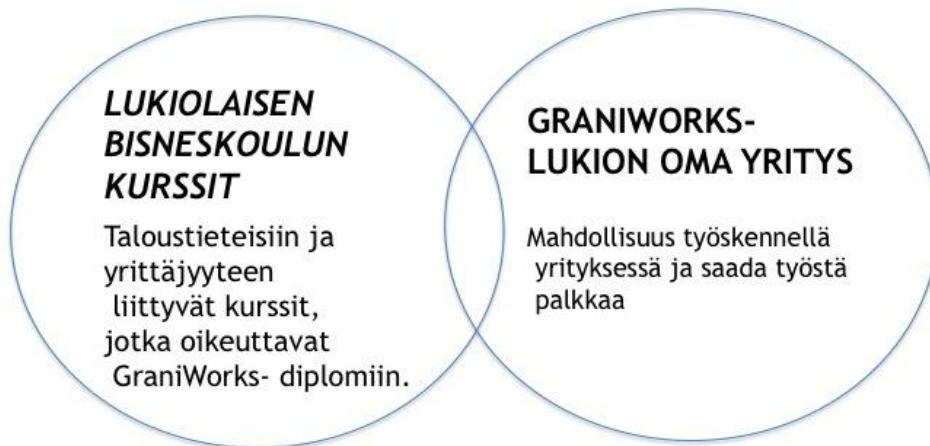 LUKIOLAISEN
BISNESKOULUN
KURSSIT
Taloustieteisiin ja
yrittäjyyteen
liittyvät kurssit,
jotka oikeuttavat
GraniWorks- diplomiin.
GRANIWORKS-
LUKION OMA YRITYS
Mahdollisuus työskennellä
yrityksessä ja saada työstä
palkkaa